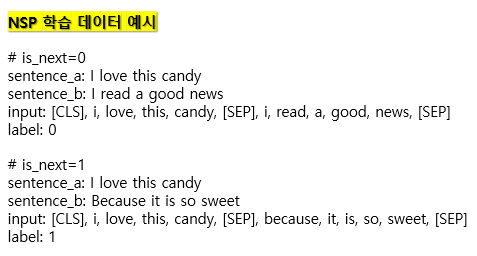 NSP 학습 데이터 예시
# is_next=0
sentence_a: I love this candy
sentence_b: I read a good news
input: [CLS], i, love, this, candy, [SEP], i, read, a, good, news, [SEP]
label: 0
# is_next=1
sentence_a: I love this candy
sentence_b: Because it is so sweet
input: [CLS], i, love, this, candy, [SEP], because, it, is, so, sweet, [SEP]
label: 1